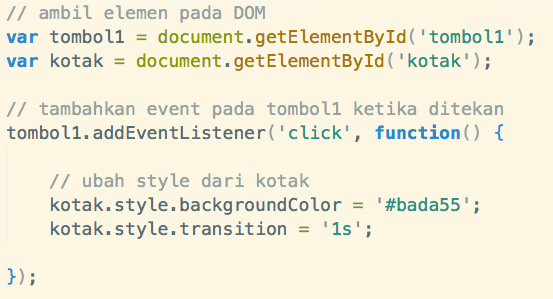 // ambil elemen pada DOM
var tombol1 = document.getElementById('tombol1');
var kotak = document.getElementById('kotak');
// tambahkan event pada tombol1 ketika ditekan
tombol1.addEventListener('click', function() {
// ubah style dari kotak
kotak.style.backgroundColor = '#bada55';
kotak.style.transition = '1s';
});